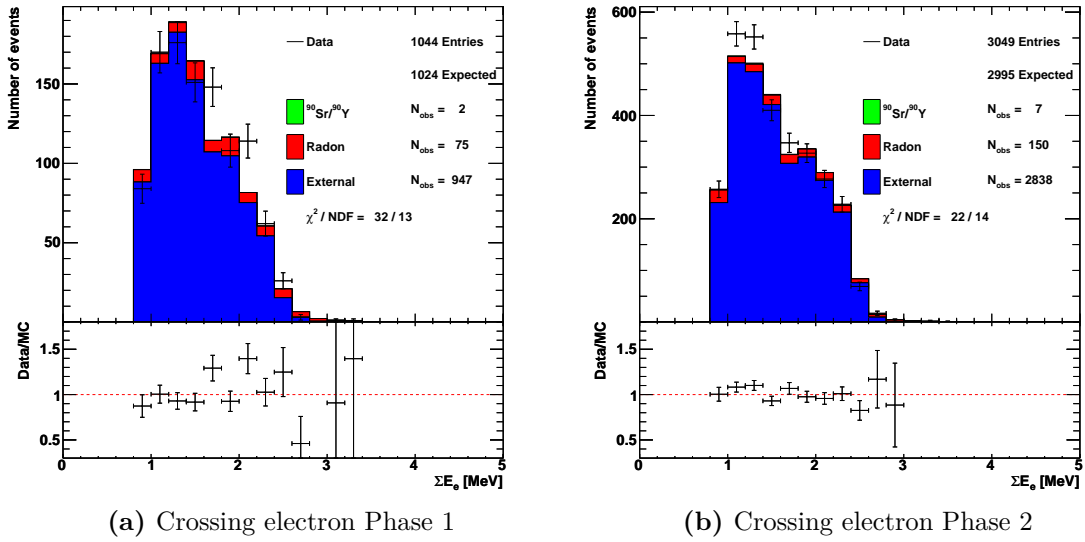 Number of events
150
100
50
Data
1044 Entries
1024 Expected
⁹⁰Sr/⁹⁰Y
N_obs = 2
Radon
N_obs = 75
External
N_obs = 947
χ² / NDF = 32 / 13
Data/MC
1.5
1
0.5
0 1 2 3 4 5
ΣE_e [MeV]
(a) Crossing electron Phase 1
Number of events
600
400
200
0
Data
3049 Entries
2995 Expected
⁹⁰Sr/⁹⁰Y
N_obs = 7
Radon
N_obs = 150
External
N_obs = 2838
χ² / NDF = 22 / 14
Data/MC
1.5
1
0.5
0 1 2 3 4 5
ΣE_e [MeV]
(b) Crossing electron Phase 2